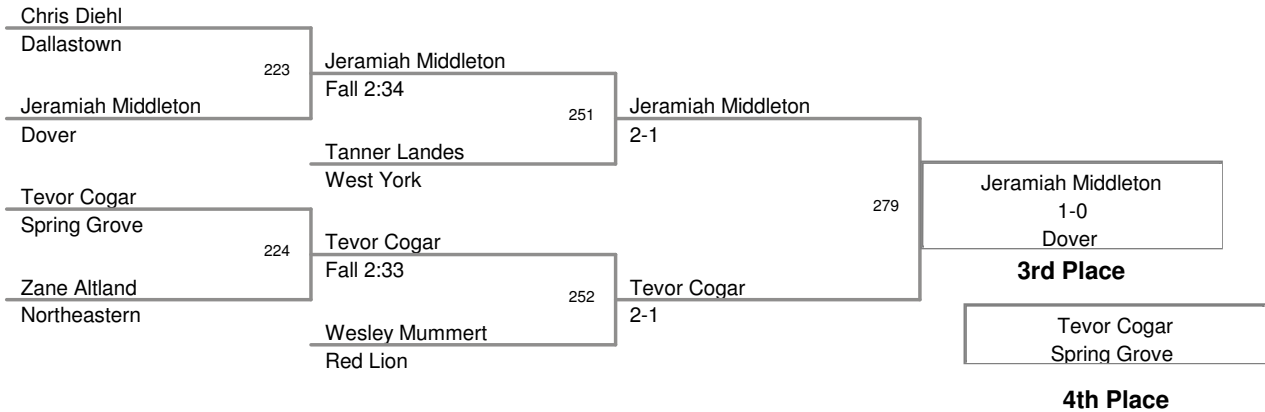 Chris Diehl
Dallastown
223
Jeramiah Middleton
Dover
Jeramiah Middleton
Fall 2:34
251
Tanner Landes
West York
Jeramiah Middleton
2-1
Tevor Cogar
Spring Grove
224
Zane Altland
Northeastern
Tevor Cogar
Fall 2:33
252
Wesley Mummert
Red Lion
Tevor Cogar
2-1
279
Jeramiah Middleton
1-0
Dover
3rd Place
Tevor Cogar
Spring Grove
4th Place